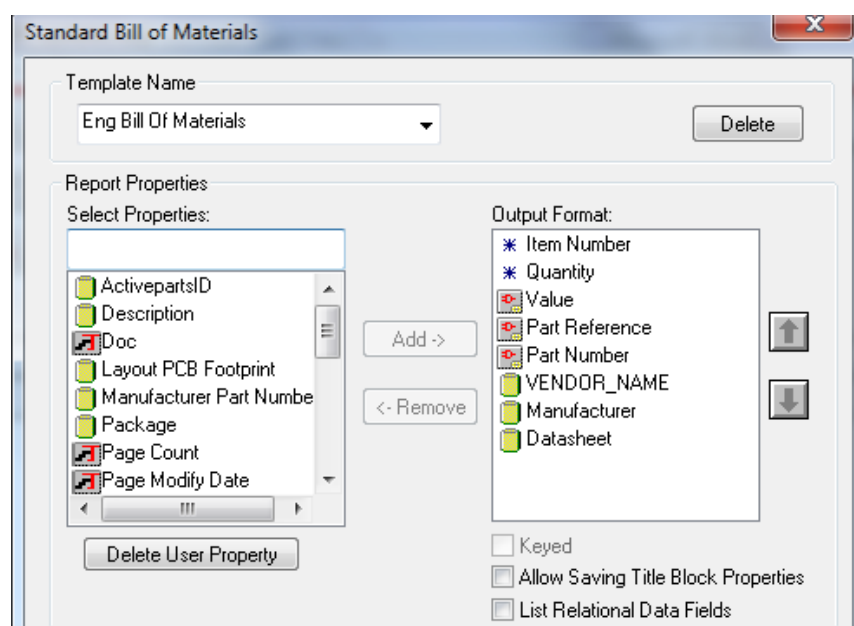 Standard Bill of Materials
Template Name
Eng Bill Of Materials
Delete
Report Properties
Select Properties:
ActivepartsID
Description
Doc
Layout PCB Footprint
Manufacturer Part Numbe
Package
Page Count
Page Modify Date
Delete User Property
Add ->
<- Remove
Output Format:
Item Number
Quantity
Value
Part Reference
Part Number
VENDOR_NAME
Manufacturer
Datasheet
Keyed
Allow Saving Title Block Properties
List Relational Data Fields